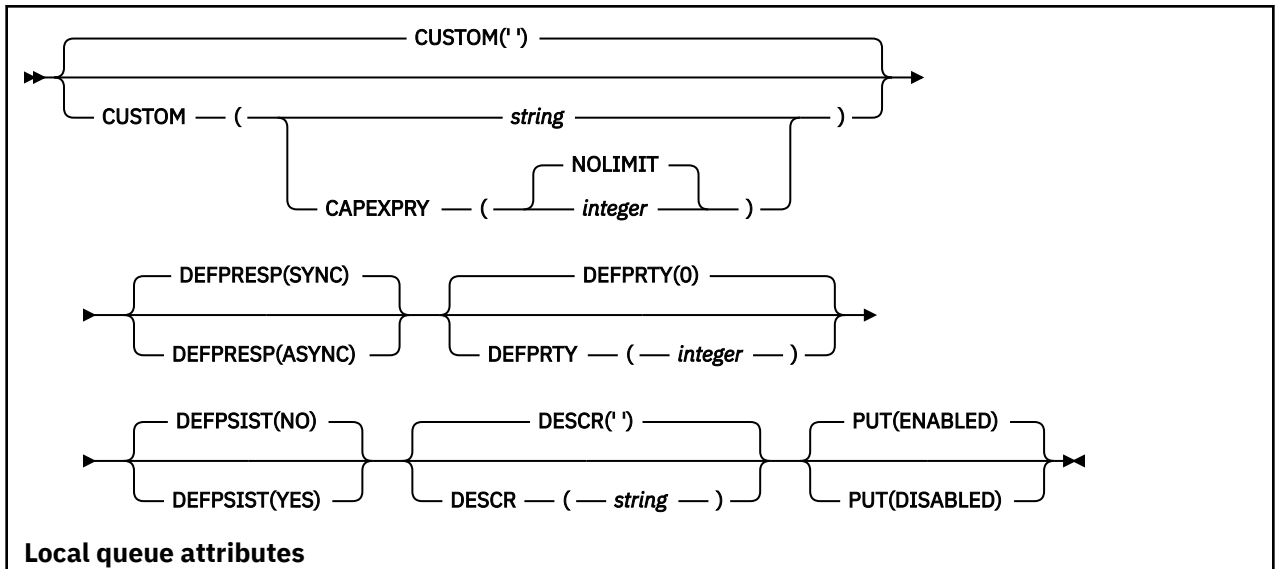 CUSTOM(' ')
CUSTOM ( string )
NOLIMIT
CAPEXPRY ( integer )
DEFPRESP(SYNC) DEFPRTY(0)
DEFPRESP(ASYNC) DEFPRTY ( integer )
DEFPSIST(NO) DESCR(' ') PUT(ENABLED)
DEFPSIST(YES) DESCR ( string ) PUT(DISABLED)
Local queue attributes